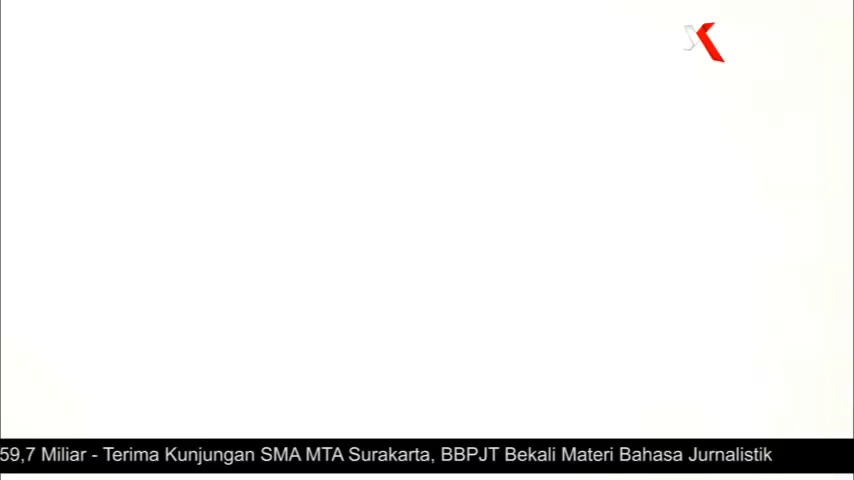 59,7 Miliar - Terima Kunjungan SMA MTA Surakarta, BBPJT Bekali Materi Bahasa Jurnalistik